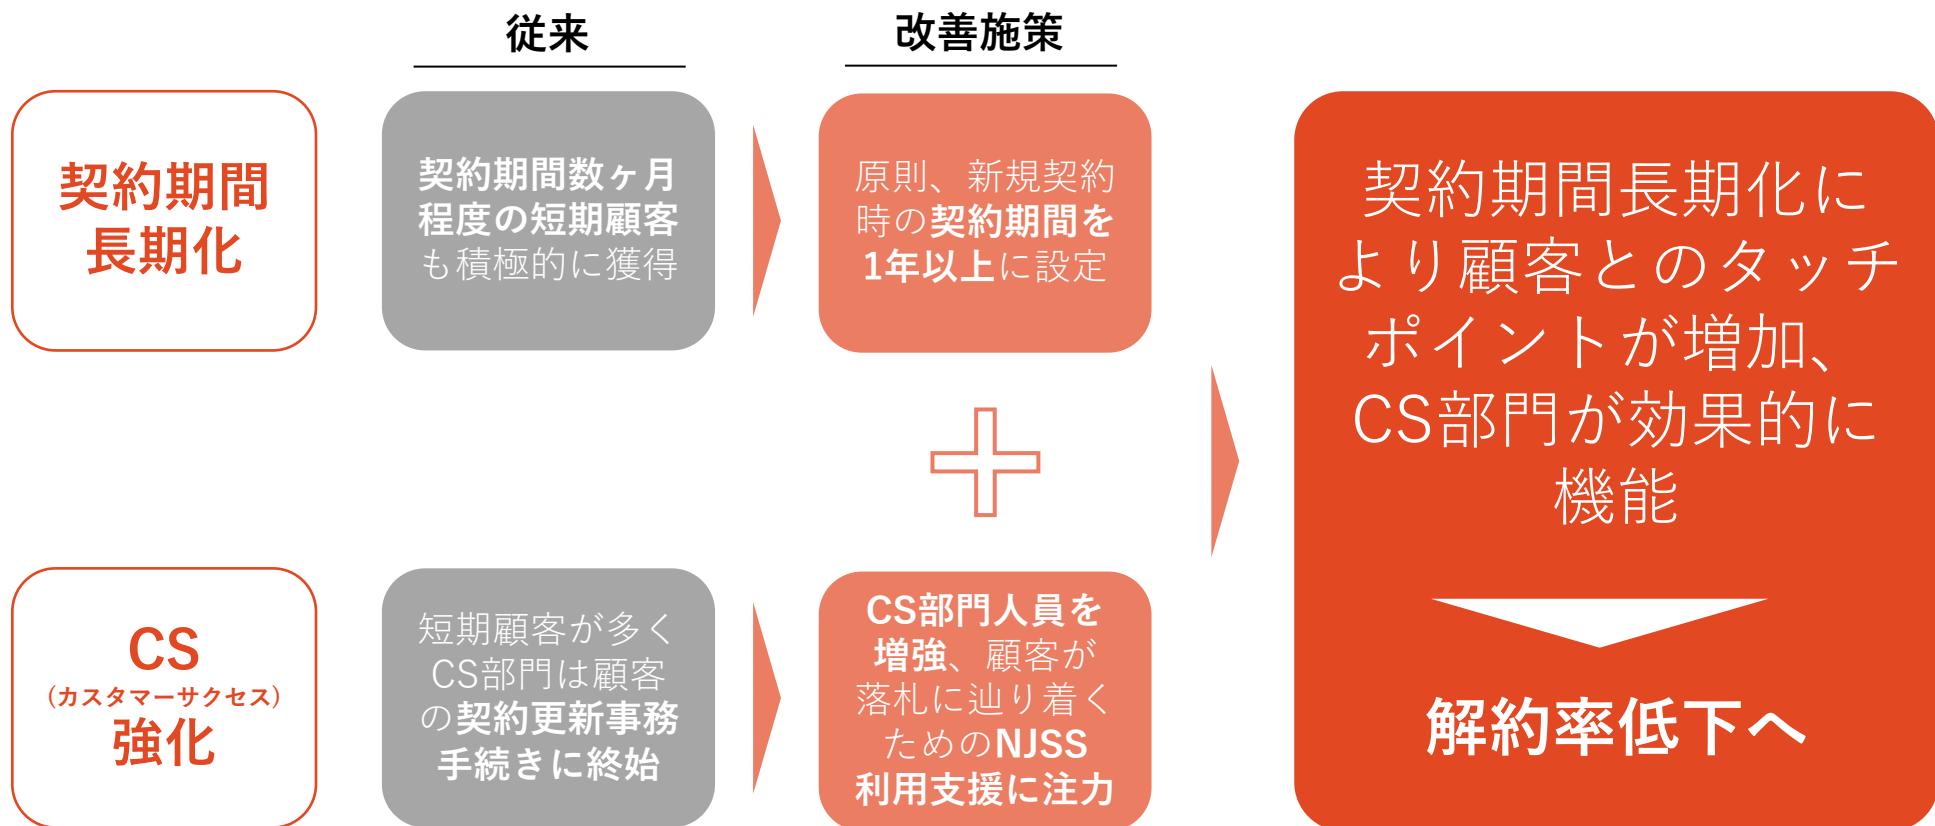 従来
改善施策
契約期間
長期化
契約期間数ヶ月
程度の短期顧客
も積極的に獲得
原則、新規契約
時の契約期間を
1年以上に設定
CS
(カスタマーサクセス)
強化
短期顧客が多く
CS部門は顧客
の契約更新事務
手続きに終始
CS部門人員を
増強、顧客が
落札に辿り着く
ためのNJSS
利用支援に注力
契約期間長期化に
より顧客とのタッチ
ポイントが増加、
CS部門が効果的に
機能
解約率低下へ